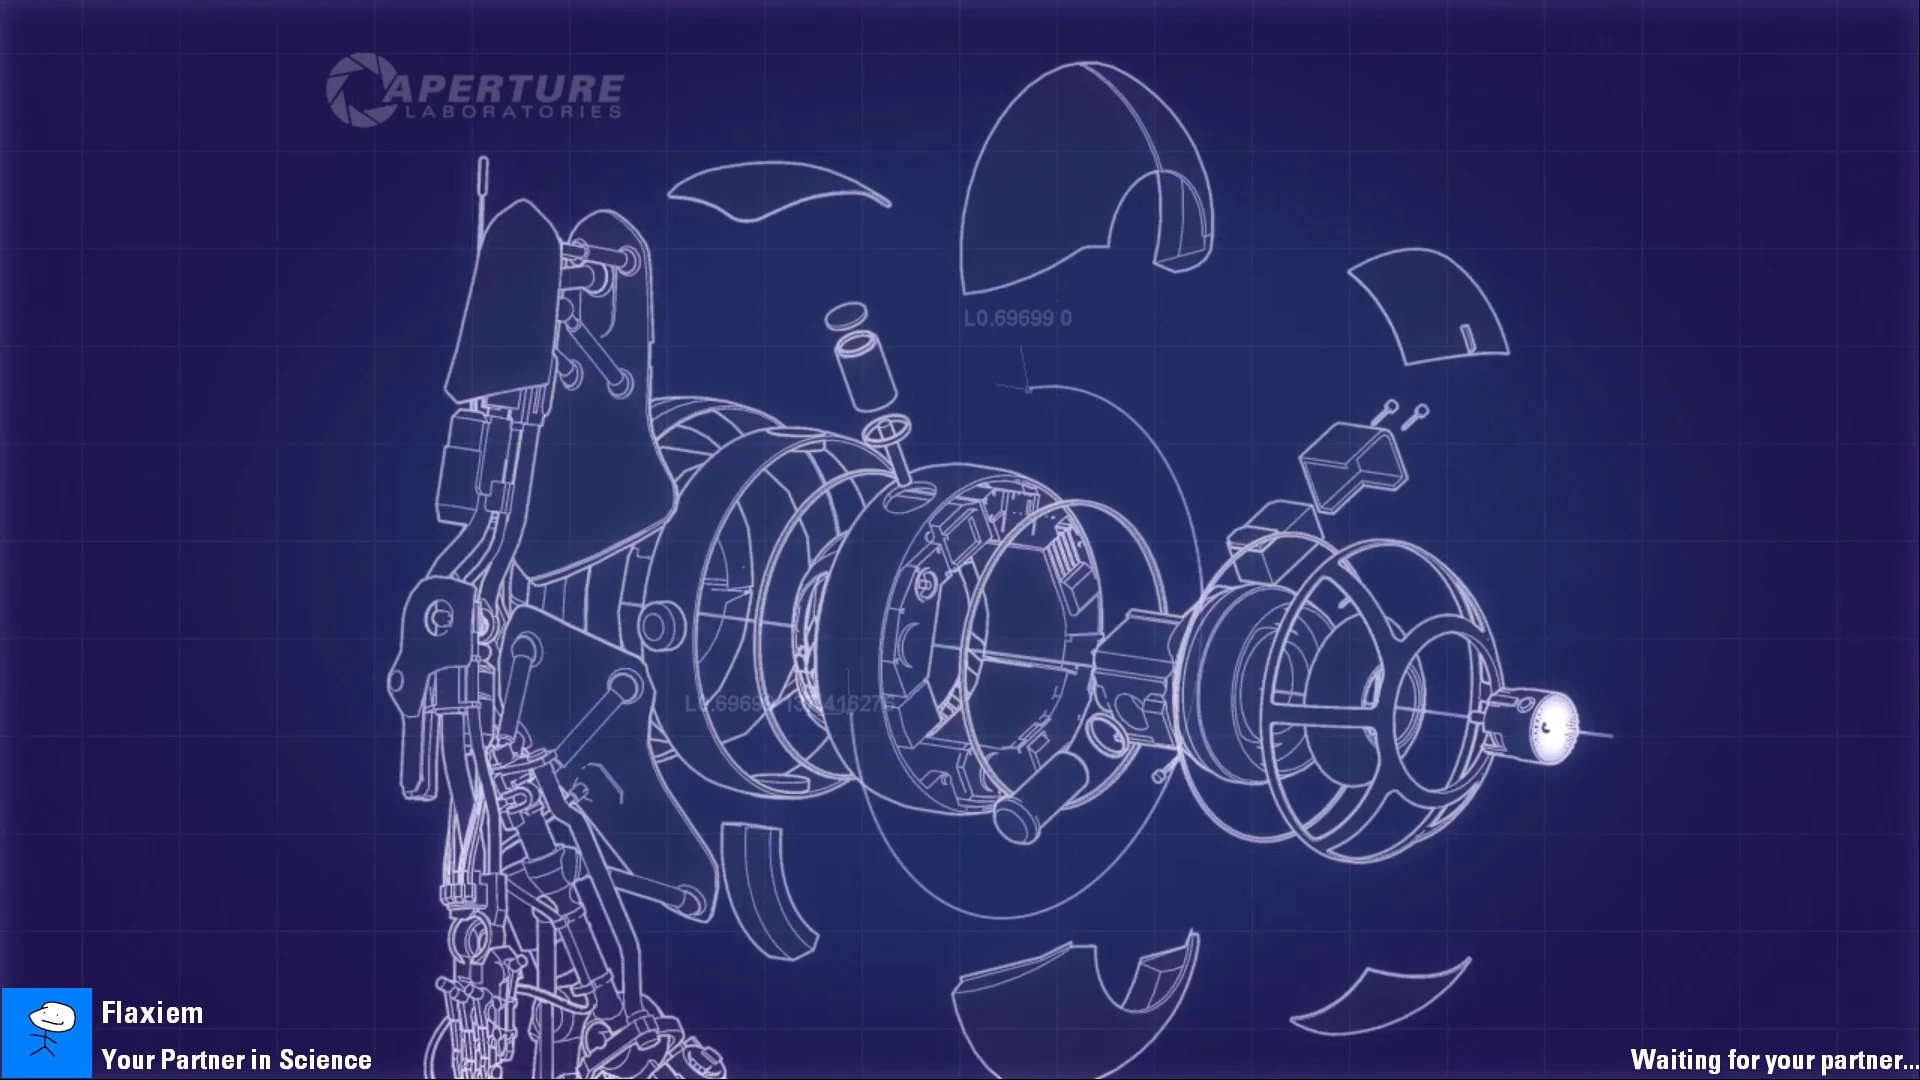 APERTURE
LABORATORIES
L0.69699 0
Flaxiem
Your Partner in Science
Waiting for your partner...